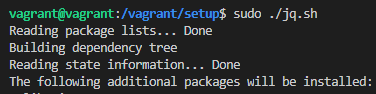 vagrant@vagrant:/vagrant/setup$ sudo ./jq.sh
Reading package lists... Done
Building dependency tree
Reading state information... Done
The following additional packages will be installed: